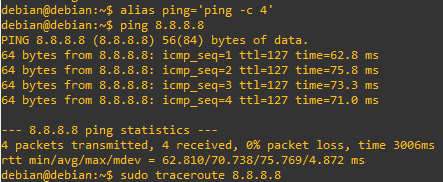 debian@debian:~$ alias ping='ping -c 4'
debian@debian:~$ ping 8.8.8.8
PING 8.8.8.8 (8.8.8.8) 56(84) bytes of data.
64 bytes from 8.8.8.8: icmp_seq=1 ttl=127 time=62.8 ms
64 bytes from 8.8.8.8: icmp_seq=2 ttl=127 time=75.8 ms
64 bytes from 8.8.8.8: icmp_seq=3 ttl=127 time=73.3 ms
64 bytes from 8.8.8.8: icmp_seq=4 ttl=127 time=71.0 ms

--- 8.8.8.8 ping statistics ---
4 packets transmitted, 4 received, 0% packet loss, time 3006ms
rtt min/avg/max/mdev = 62.810/70.738/75.769/4.872 ms
debian@debian:~$ sudo traceroute 8.8.8.8